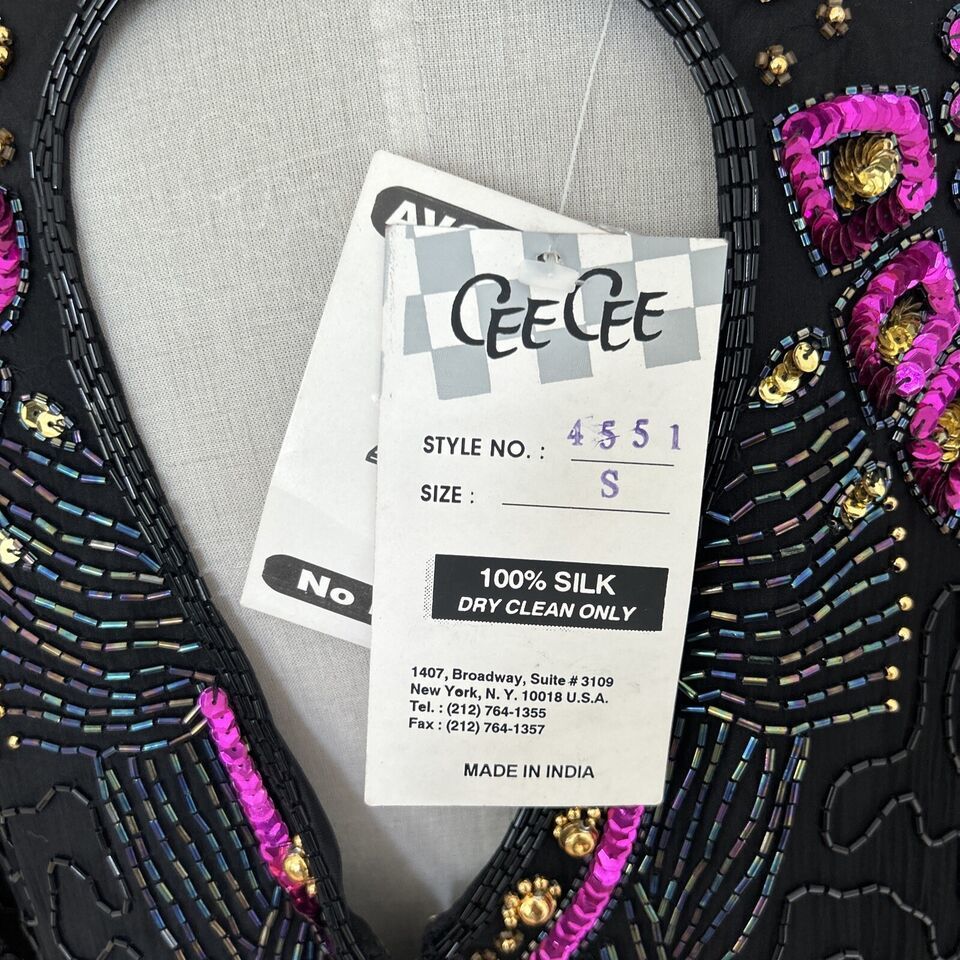 CEE CEE
STYLE NO. : 4551
SIZE : S
100% SILK
DRY CLEAN ONLY
1407, Broadway, Suite # 3109
New York, N. Y. 10018 U.S.A.
Tel. : (212) 764-1355
Fax : (212) 764-1357
MADE IN INDIA
No